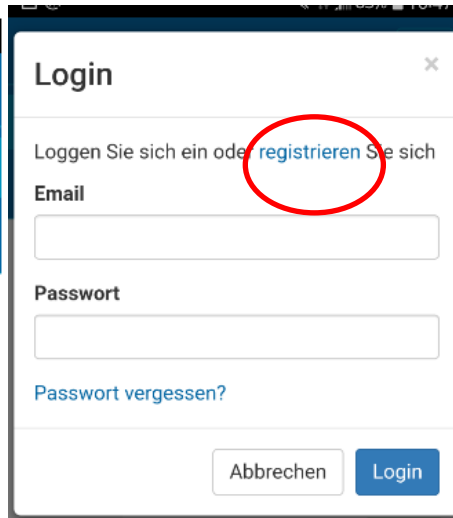 Login
×
Loggen Sie sich ein oder registrieren Sie sich
Email
Passwort
Passwort vergessen?
Abbrechen Login